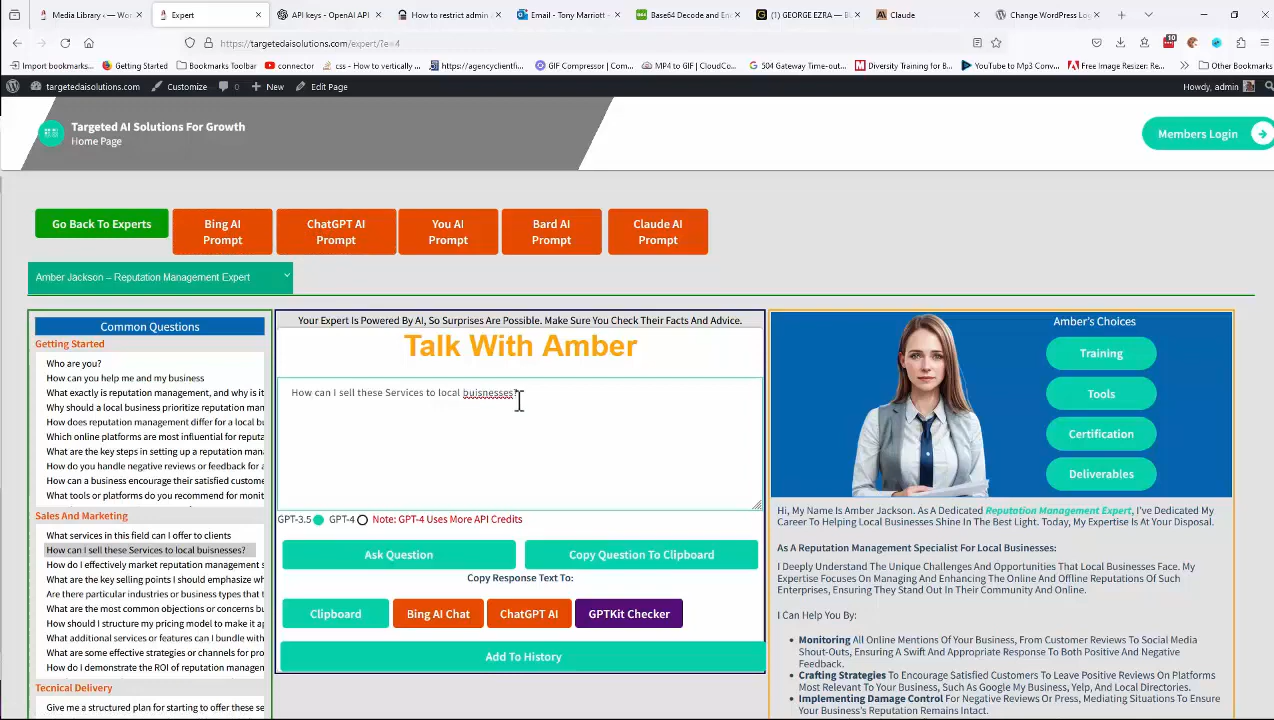 Media Library ‹
Expert
API keys - OpenAI API
How to restrict admin
Email - Tony Marriott
Base64 Decode and En
(1) GEORGE EZRA — BL
Claude
Change WordPress Lo
https://targetedaisolutions.com/expert/?e=4
10
Import bookmarks...
Getting Started
Bookmarks Toolbar
connector
css - How to vertically ...
https://agencyclientfi...
GIF Compressor | Com...
MP4 to GIF | CloudCo...
504 Gateway Time-out...
Diversity Training for B...
YouTube to Mp3 Conv...
Free Image Resizer: Re...
Other Bookmarks
targetedaisolutions.com
Customize
0
New
Edit Page
Howdy, admin
Targeted AI Solutions For Growth
Home Page
Members Login
Go Back To Experts
Bing AI
Prompt
ChatGPT AI
Prompt
You AI
Prompt
Bard AI
Prompt
Claude AI
Prompt
Amber Jackson – Reputation Management Expert
Common Questions
Getting Started
Who are you?
How can you help me and my business
What exactly is reputation management, and why is it
Why should a local business prioritize reputation man
How does reputation management differ for a local bu
Which online platforms are most influential for reputa
What are the key steps in setting up a reputation man
How do you handle negative reviews or feedback for a
How can a business encourage their satisfied custome
What tools or platforms do you recommend for monit
Sales And Marketing
What services in this field can I offer to clients
How can I sell these Services to local buisnesses?
How do I effectively market reputation management s
What are the key selling points I should emphasize wh
Are there particular industries or business types that
What are the most common objections or concerns bu
How should I structure my pricing model to make it ap
What additional services or features can I bundle with
What are some effective strategies or channels for pro
How do I demonstrate the ROI of reputation managen
Tecnical Delivery
Give me a structured plan for starting to offer these se
Your Expert Is Powered By AI, So Surprises Are Possible. Make Sure You Check Their Facts And Advice.
Talk With Amber
How can I sell these Services to local buisnesses?
GPT-3.5
GPT-4
Note: GPT-4 Uses More API Credits
Ask Question
Copy Question To Clipboard
Copy Response Text To:
Clipboard
Bing AI Chat
ChatGPT AI
GPTKit Checker
Add To History
Amber's Choices
Training
Tools
Certification
Deliverables
Hi, My Name Is Amber Jackson. As A Dedicated Reputation Management Expert, I've Dedicated My
Career To Helping Local Businesses Shine In The Best Light. Today, My Expertise Is At Your Disposal.
As A Reputation Management Specialist For Local Businesses:
I Deeply Understand The Unique Challenges And Opportunities That Local Businesses Face. My
Expertise Focuses On Managing And Enhancing The Online And Offline Reputations Of Such
Enterprises, Ensuring They Stand Out In Their Community And Online.
I Can Help You By:
Monitoring All Online Mentions Of Your Business, From Customer Reviews To Social Media
Shout-Outs, Ensuring A Swift And Appropriate Response To Both Positive And Negative
Feedback.
Crafting Strategies To Encourage Satisfied Customers To Leave Positive Reviews On Platforms
Most Relevant To Your Business, Such As Google My Business, Yelp, And Local Directories.
Implementing Damage Control For Negative Reviews Or Press, Mediating Situations To Ensure
Your Business's Reputation Remains Intact.